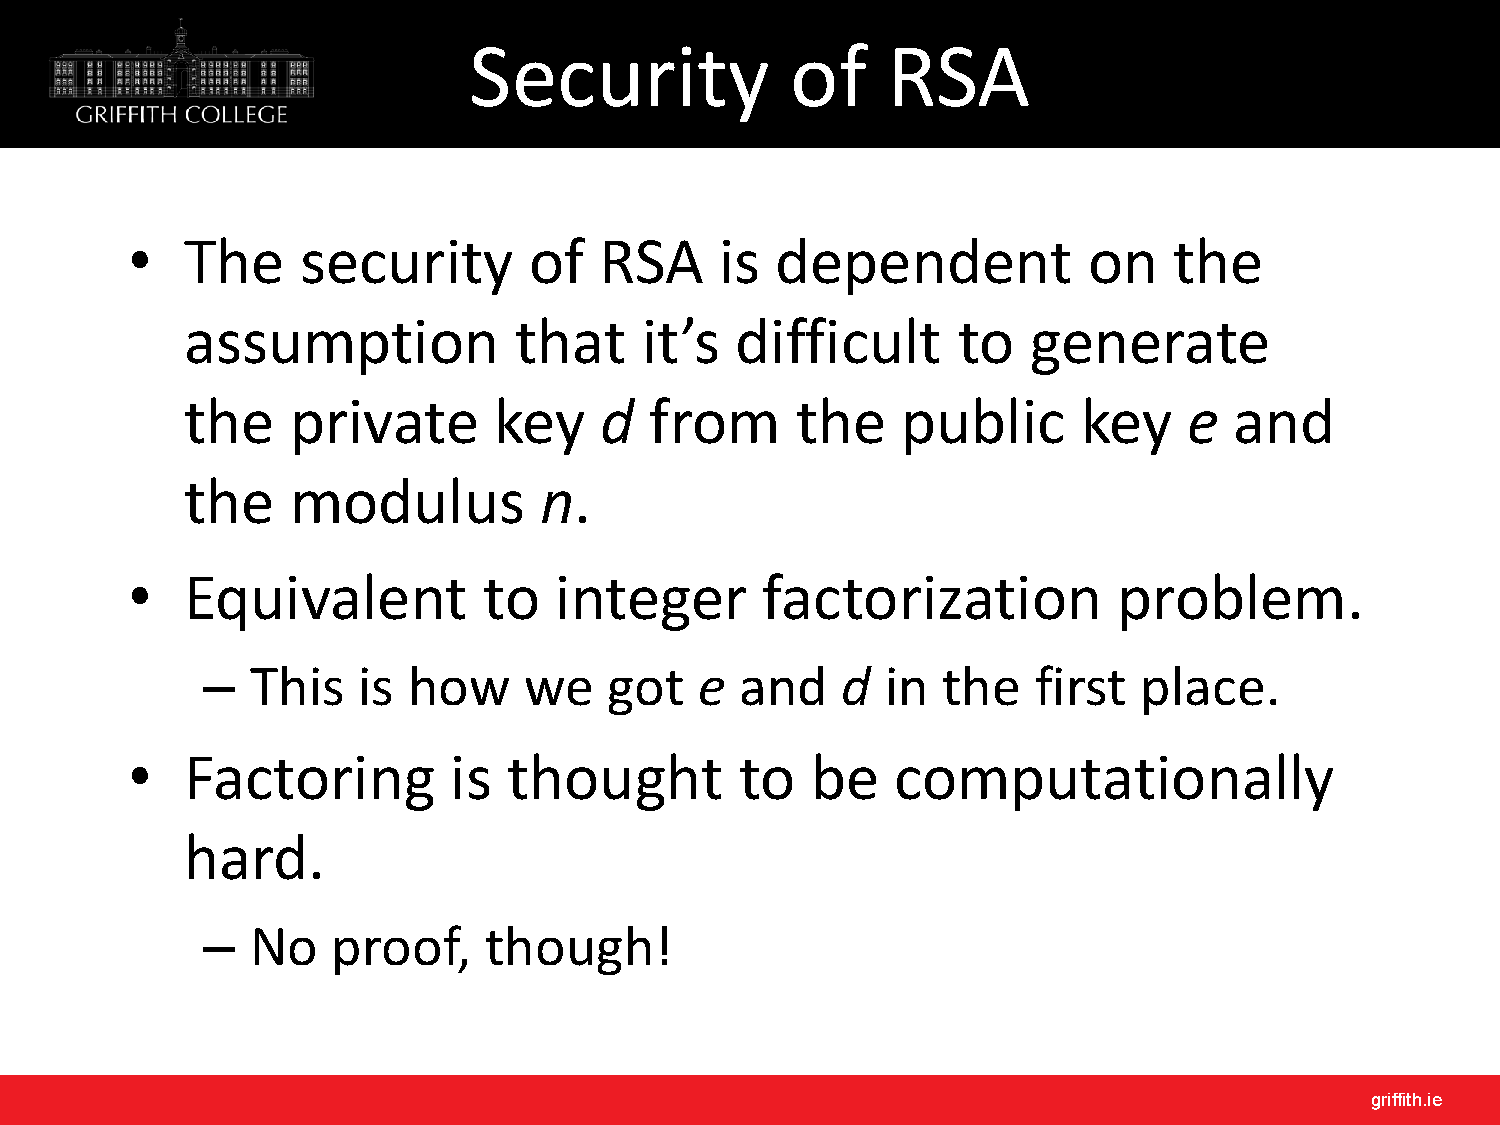 GRIFFITH COLLEGE
Security of RSA
• The security of RSA is dependent on the
assumption that it’s difficult to generate
the private key d from the public key e and
the modulus n.
• Equivalent to integer factorization problem.
– This is how we got e and d in the first place.
• Factoring is thought to be computationally
hard.
– No proof, though!
griffith.ie